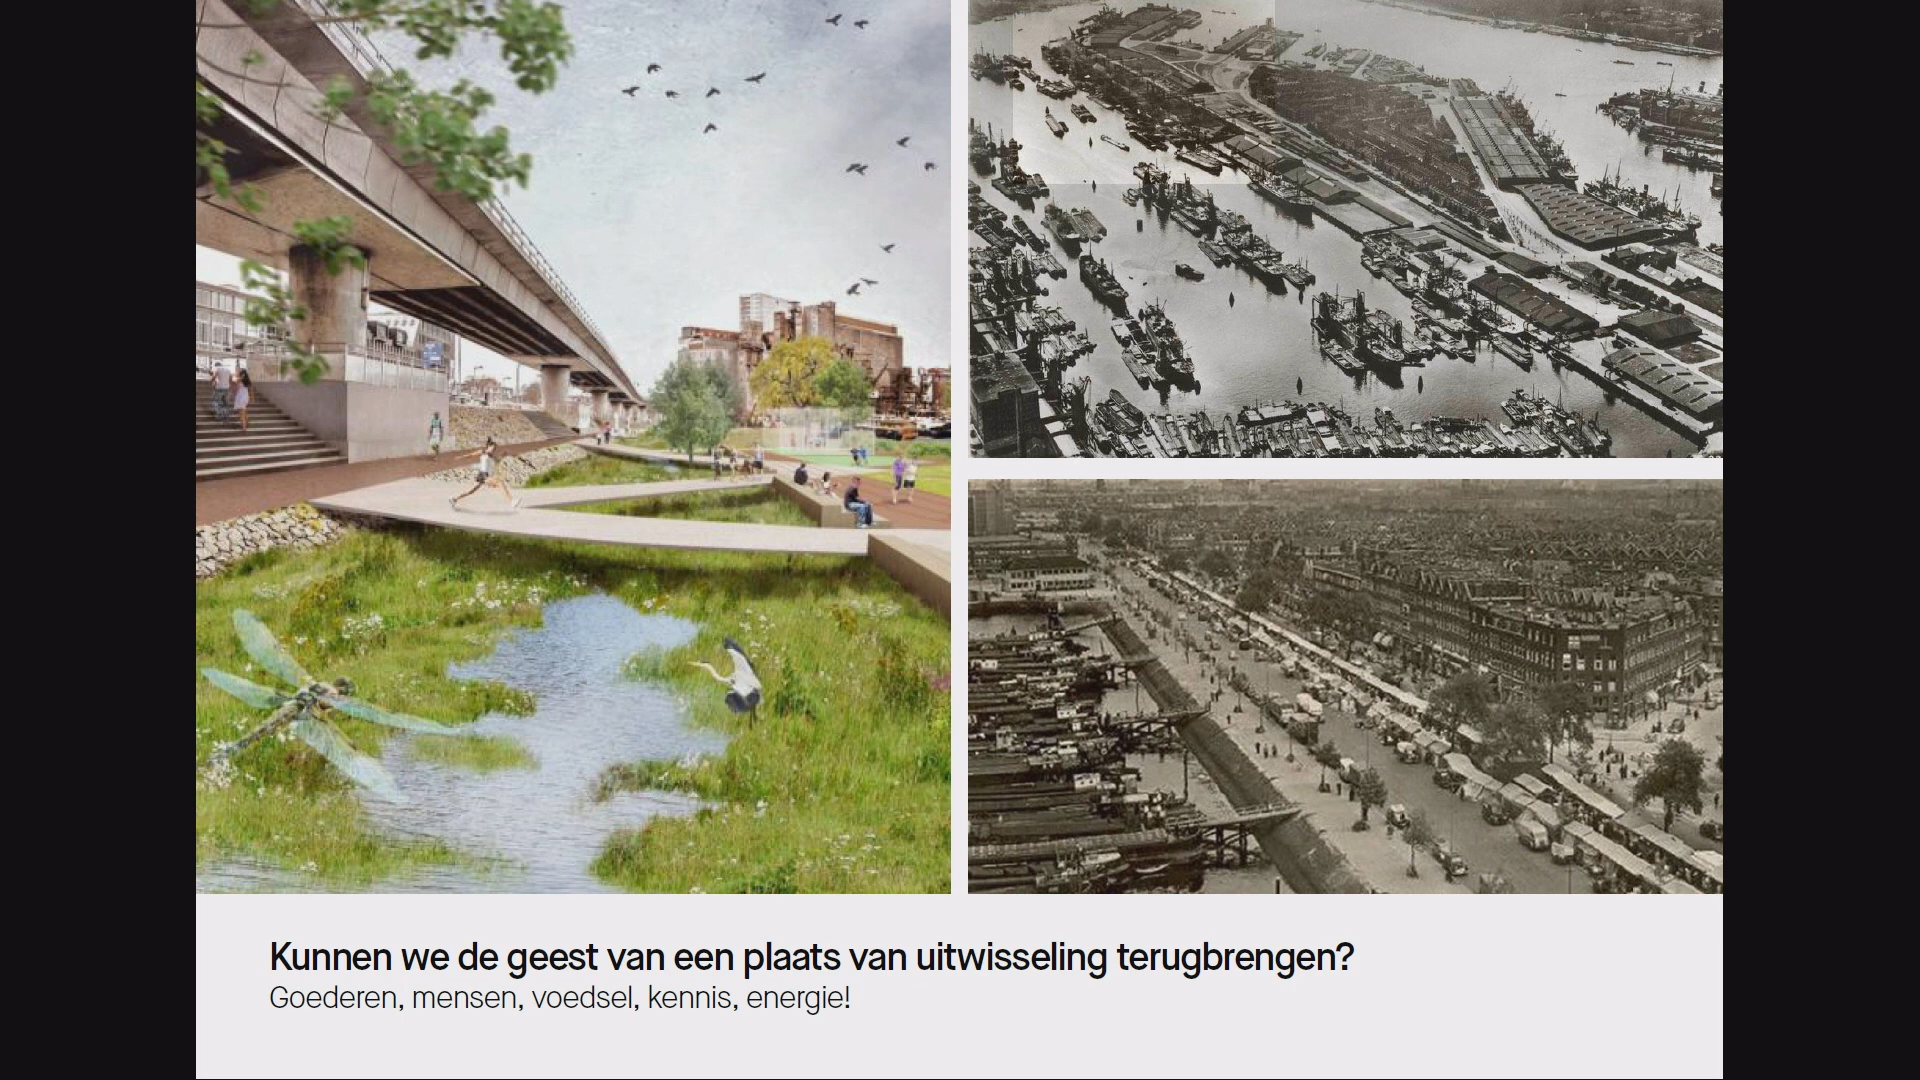 Kunnen we de geest van een plaats van uitwisseling terugbrengen?
Goederen, mensen, voedsel, kennis, energie!